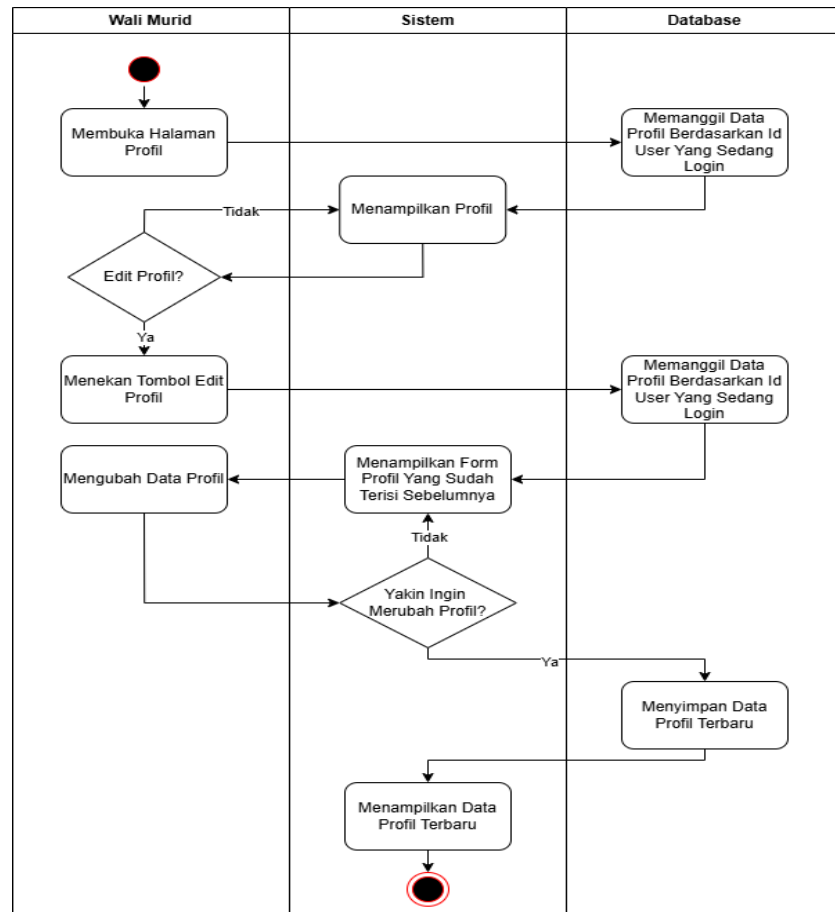 Wali Murid
Sistem
Database
Membuka Halaman
Profil
Memanggil Data
Profil Berdasarkan Id
User Yang Sedang
Login
Tidak
Menampilkan Profil
Edit Profil?
Ya
Menekan Tombol Edit
Profil
Memanggil Data
Profil Berdasarkan Id
User Yang Sedang
Login
Mengubah Data Profil
Menampilkan Form
Profil Yang Sudah
Terisi Sebelumnya
Tidak
Yakin Ingin
Merubah Profil?
Ya
Menyimpan Data
Profil Terbaru
Menampilkan Data
Profil Terbaru